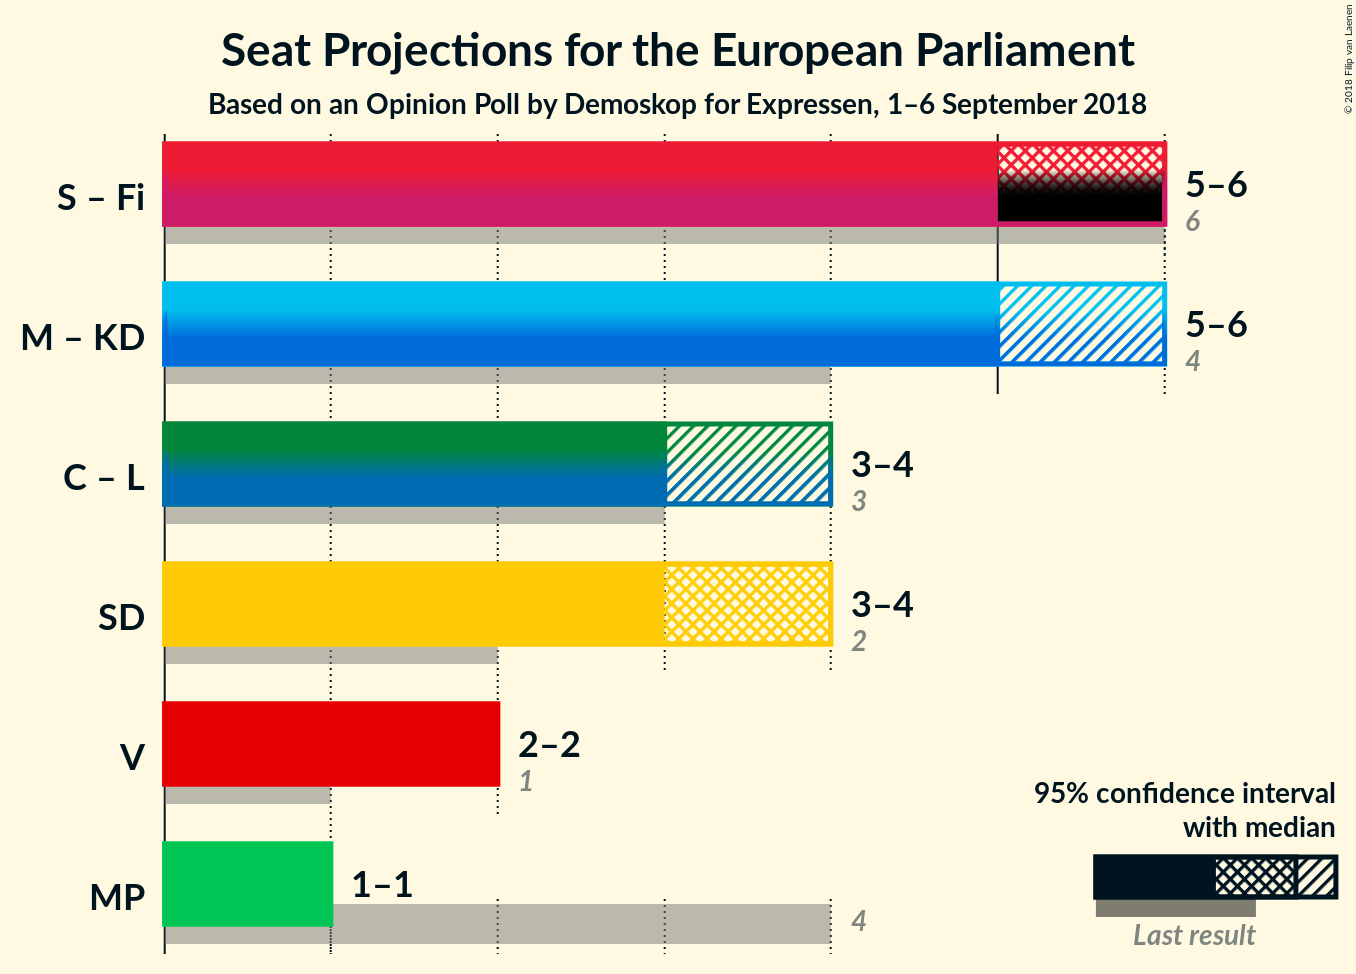 Seat Projections for the European Parliament
Based on an Opinion Poll by Demoskop for Expressen, 1–6 September 2018
© 2018 Filip van Laenen
S – Fi
5–6
6
M – KD
5–6
4
C – L
3–4
3
SD
3–4
2
V
2–2
1
MP
1–1
4
95% confidence interval
with median
Last result